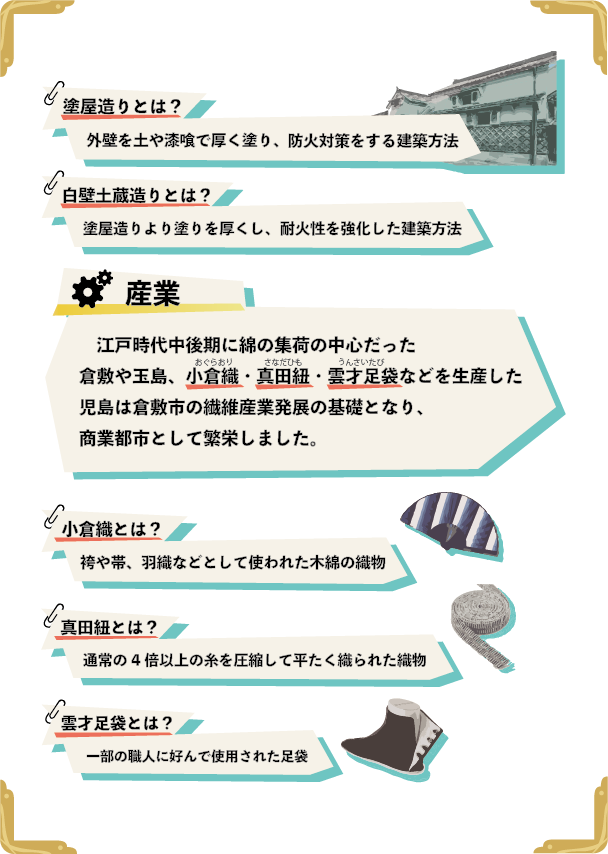 塗屋造りとは？
外壁を土や漆喰で厚く塗り、防火対策をする建築方法
白壁土蔵造りとは？
塗屋造りより塗りを厚くし、耐火性を強化した建築方法
産業
江戸時代中後期に綿の集荷の中心だった
おぐらおり さなだひも うんさいたび
倉敷や玉島、小倉織・真田紐・雲才足袋などを生産した
児島は倉敷市の繊維産業発展の基礎となり、
商業都市として繁栄しました。
小倉織とは？
袴や帯、羽織などとして使われた木綿の織物
真田紐とは？
通常の4倍以上の糸を圧縮して平たく織られた織物
雲才足袋とは？
一部の職人に好んで使用された足袋